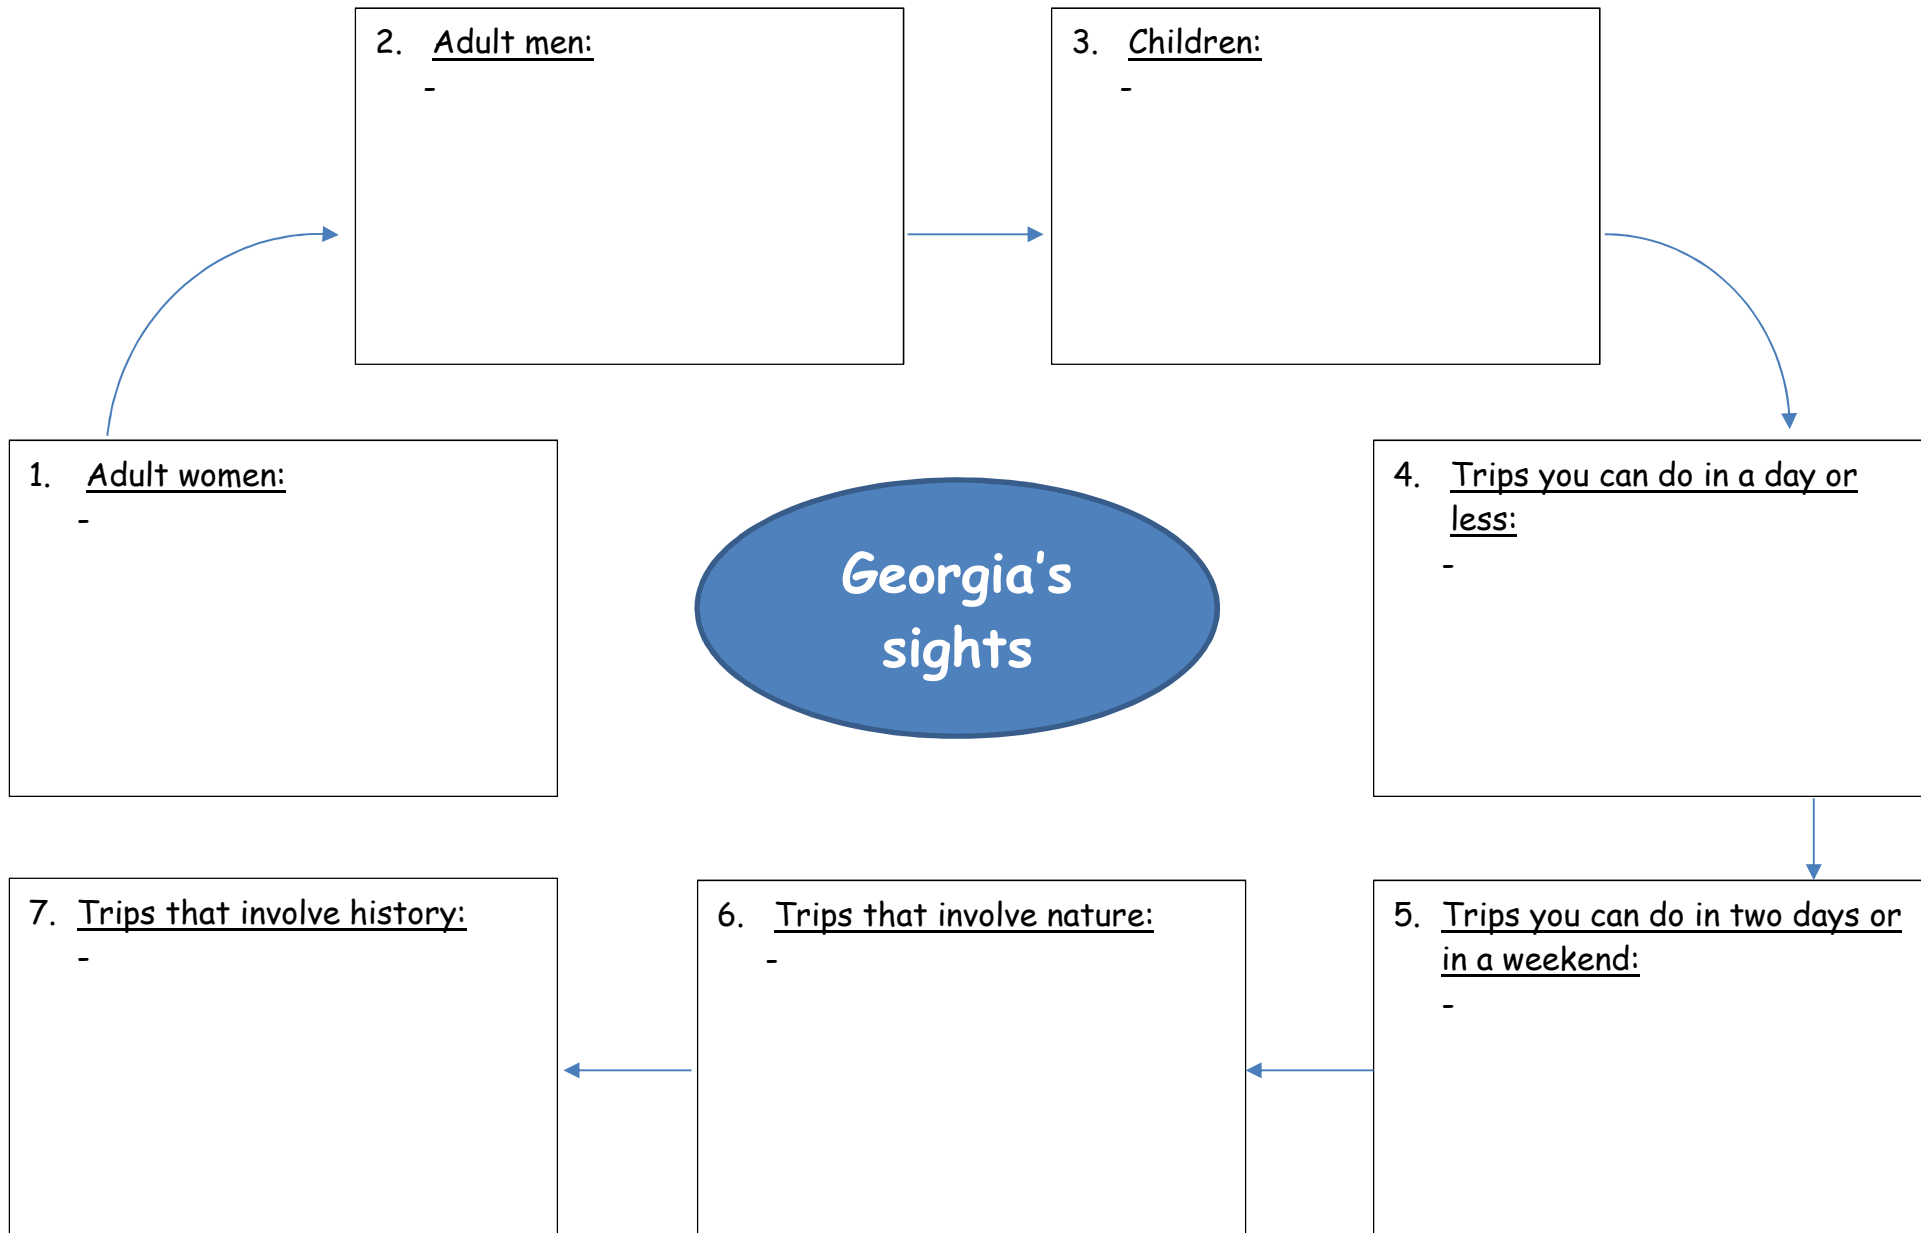 1. Adult women:
-
2. Adult men:
-
3. Children:
-
4. Trips you can do in a day or
less:
-
Georgia's
sights
5. Trips you can do in two days or
in a weekend:
-
6. Trips that involve nature:
-
7. Trips that involve history:
-